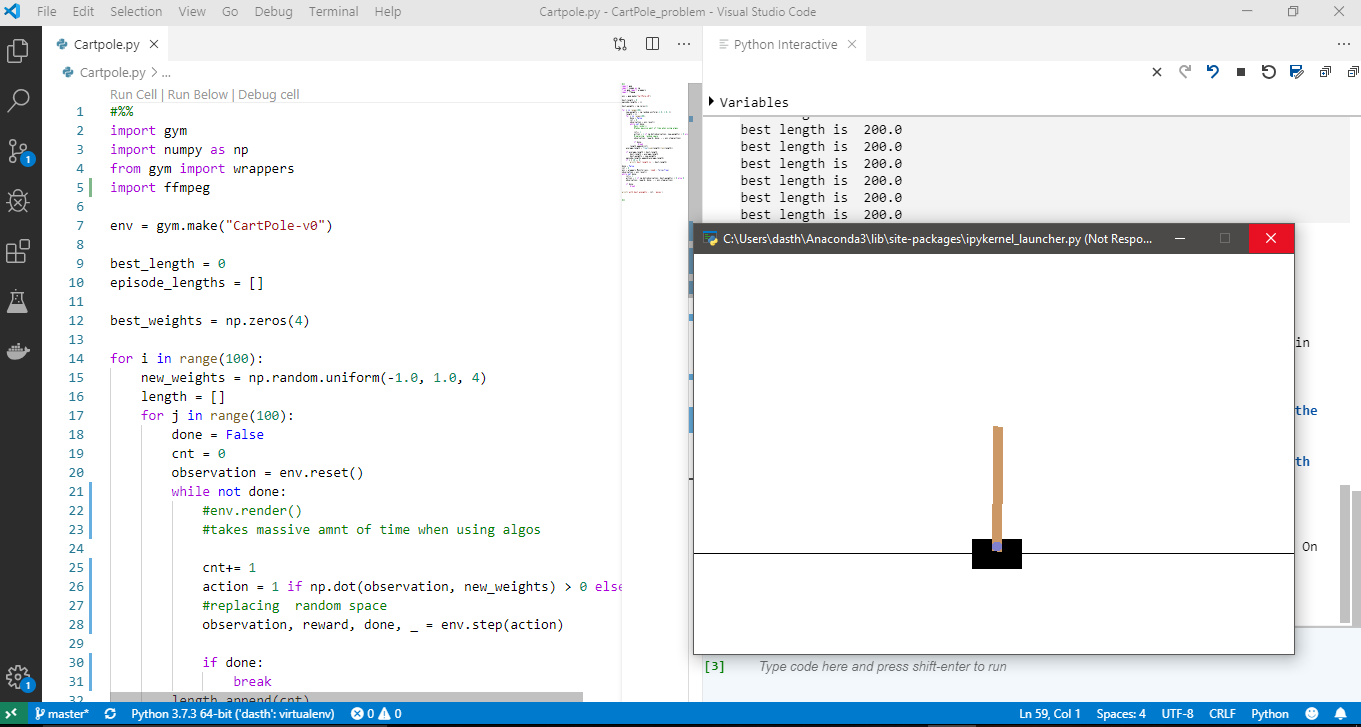 File Edit Selection View Go Debug Terminal Help Cartpole.py - CartPole_problem - Visual Studio Code
Cartpole.py
Cartpole.py > ...
Run Cell | Run Below | Debug cell
1 #%%
2 import gym
3 import numpy as np
4 from gym import wrappers
5 import ffmpeg
6
7 env = gym.make("CartPole-v0")
8
9 best_length = 0
10 episode_lengths = []
11
12 best_weights = np.zeros(4)
13
14 for i in range(100):
15 new_weights = np.random.uniform(-1.0, 1.0, 4)
16 length = []
17 for j in range(100):
18 done = False
19 cnt = 0
20 observation = env.reset()
21 while not done:
22 #env.render()
23 #takes massive amnt of time when using algos
24
25 cnt+= 1
26 action = 1 if np.dot(observation, new_weights) > 0 else
27 #replacing  random space
28 observation, reward, done, _ = env.step(action)
29
30 if done:
31 break
32 length.append(cnt)
Python Interactive
Variables
best length is  200.0
best length is  200.0
best length is  200.0
best length is  200.0
best length is  200.0
best length is  200.0
C:\Users\dasth\Anaconda3\lib\site-packages\ipykernel_launcher.py (Not Respo...
in
the
th
On
[3] Type code here and press shift-enter to run
1
1
master* Python 3.7.3 64-bit ('dasth': virtualenv) 0 0 Ln 59, Col 1 Spaces: 4 UTF-8 CRLF Python